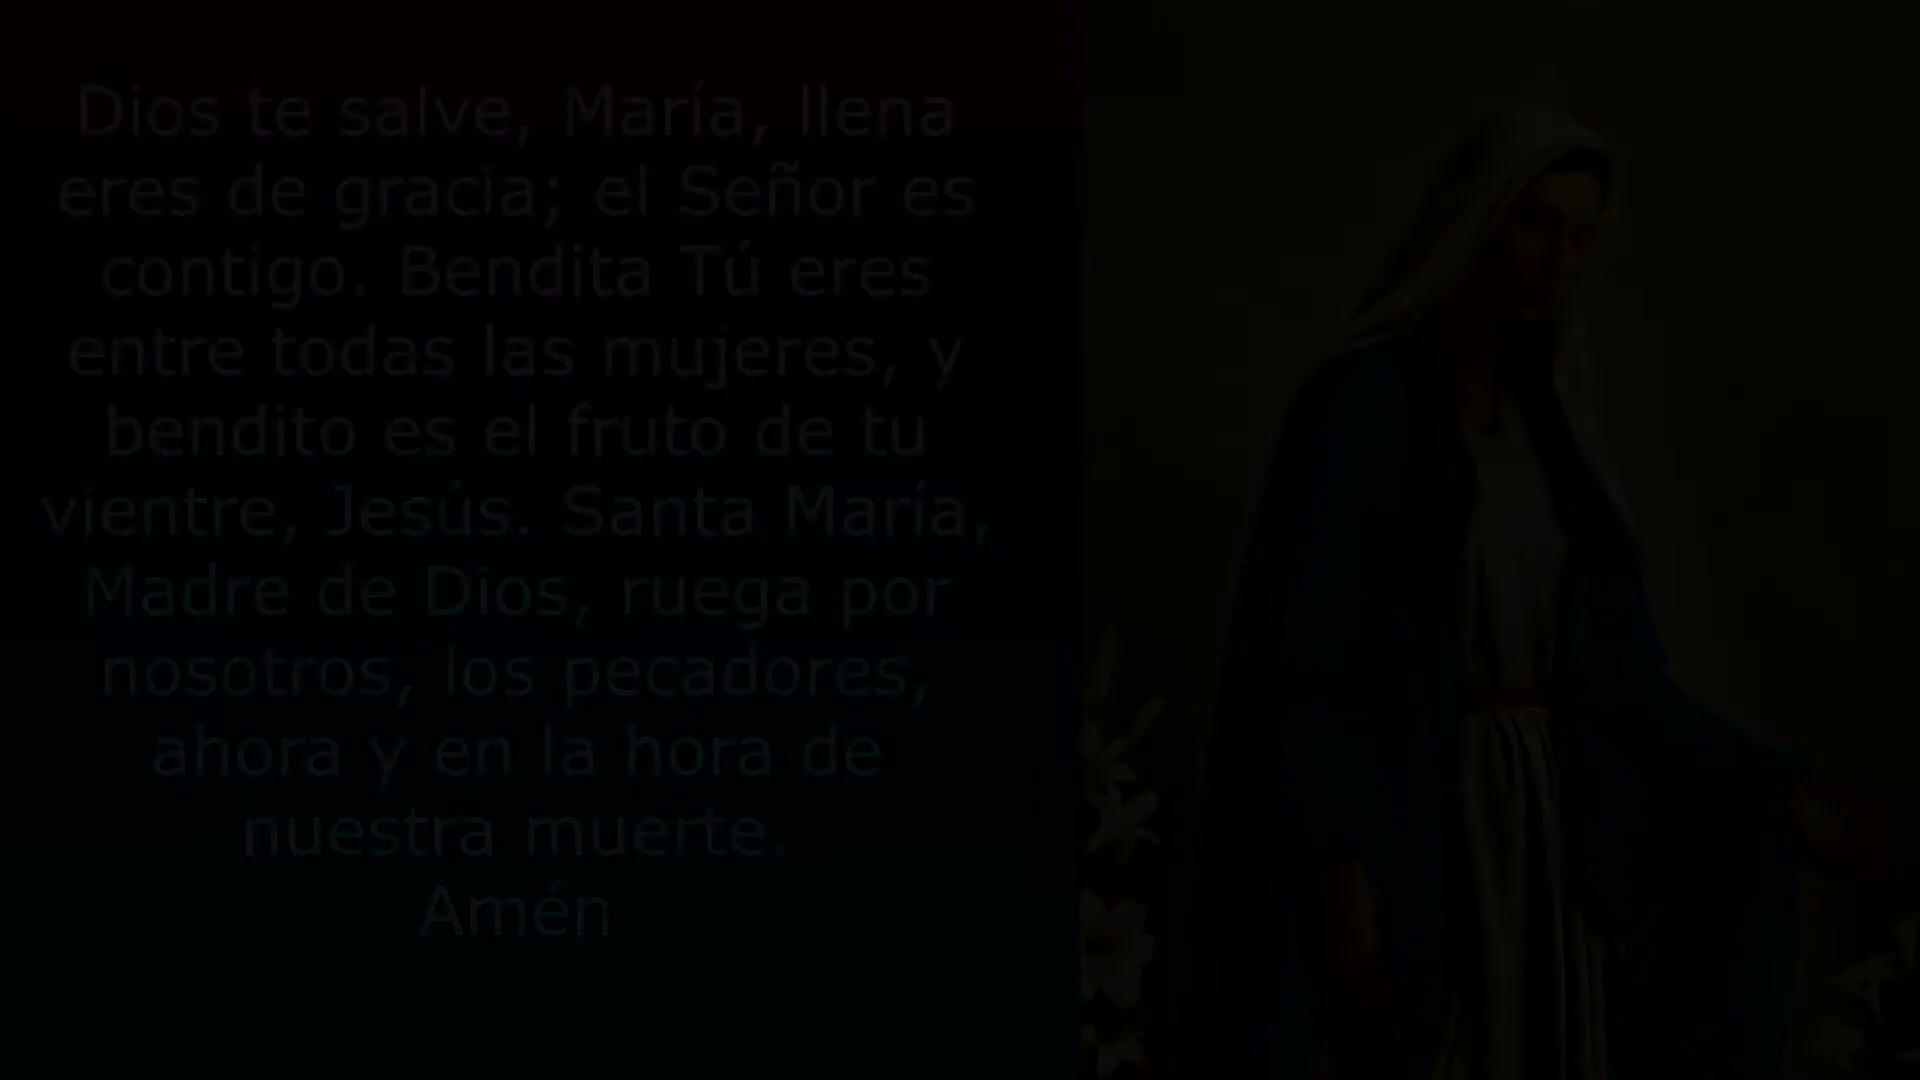 Dios te salve, María, llena
eres de gracia; el Señor es
contigo. Bendita Tú eres
entre todas las mujeres, y
bendito es el fruto de tu
vientre, Jesús. Santa María,
Madre de Dios, ruega por
nosotros, los pecadores,
ahora y en la hora de
nuestra muerte.
Amén